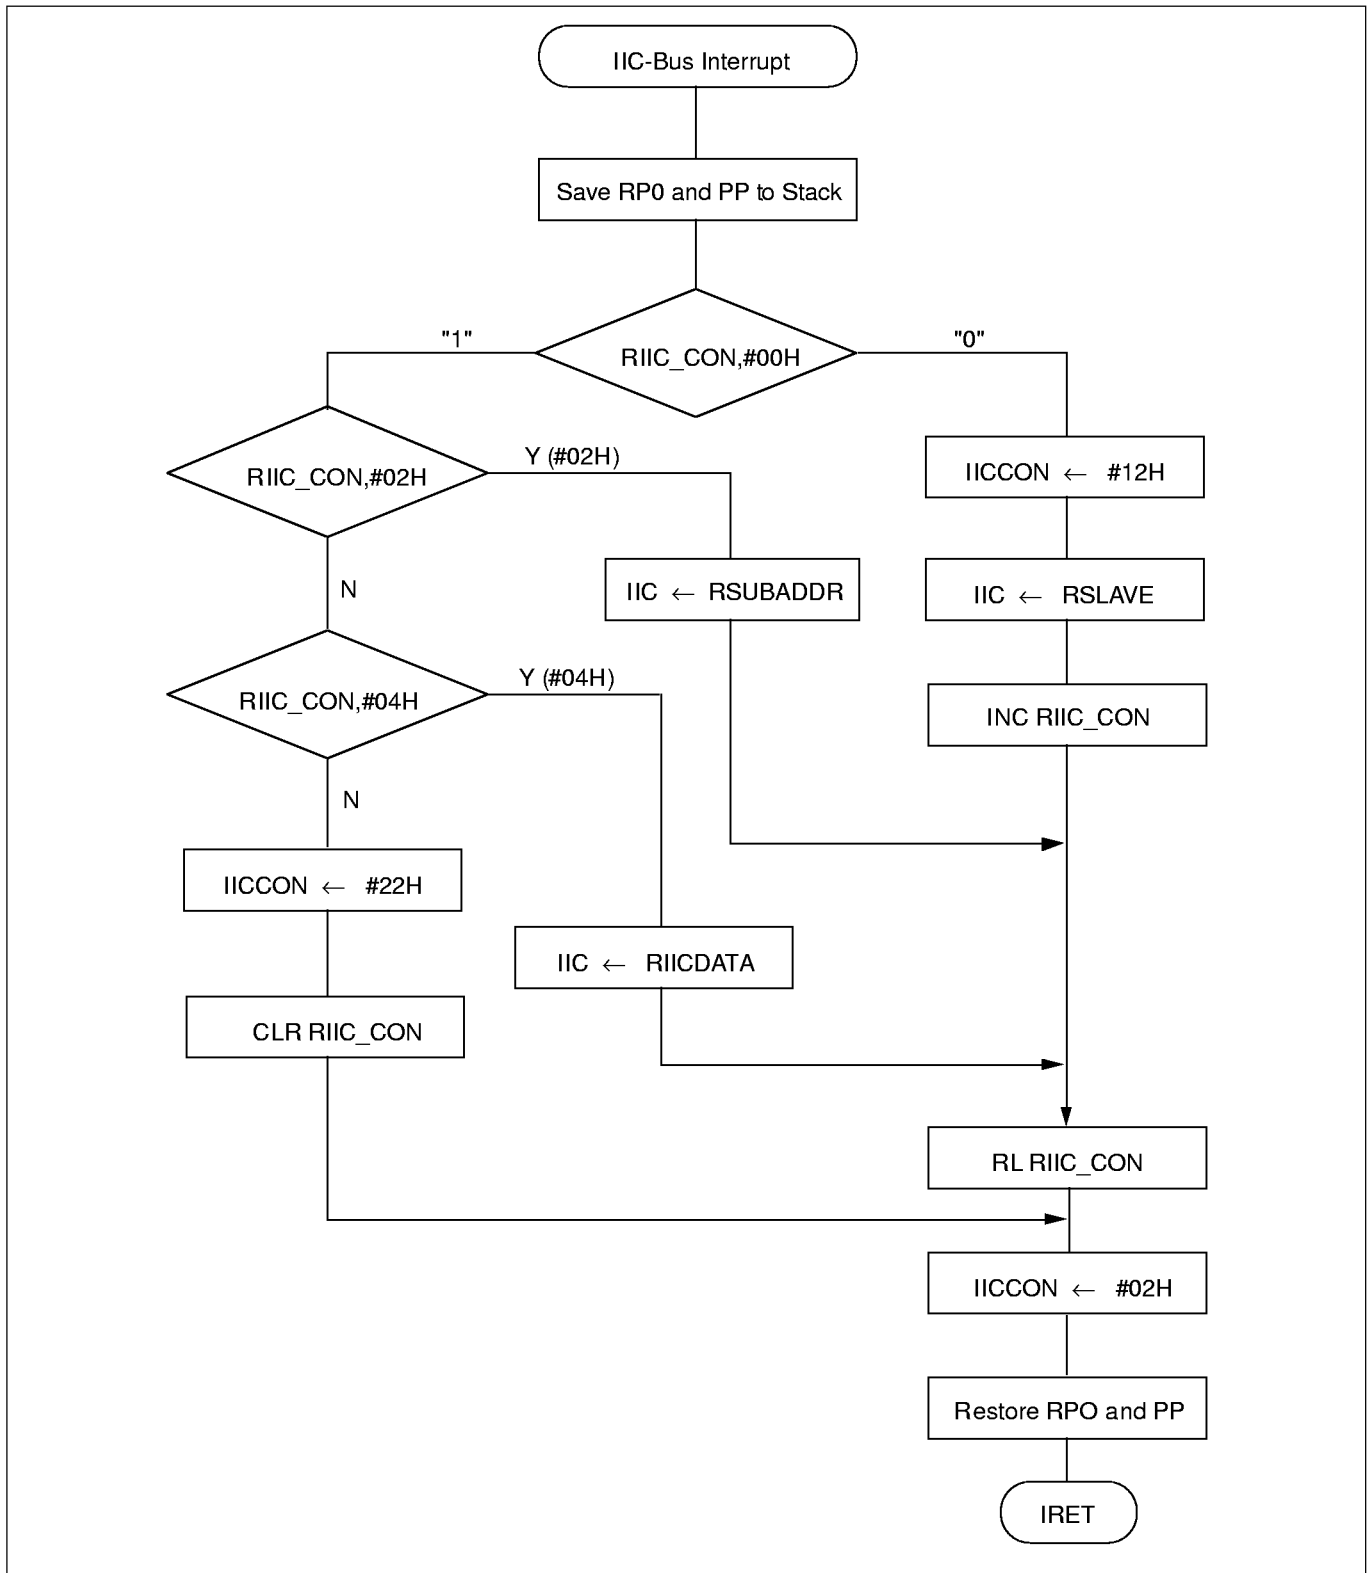 IIC-Bus Interrupt
Save RP0 and PP to Stack
"1"
"0"
RIIC_CON,#00H
RIIC_CON,#02H
Y (#02H)
IICCON ← #12H
N
IIC ← RSUBADDR
IIC ← RSLAVE
RIIC_CON,#04H
Y (#04H)
INC RIIC_CON
N
IICCON ← #22H
IIC ← RIICDATA
CLR RIIC_CON
RL RIIC_CON
IICCON ← #02H
Restore RPO and PP
IRET